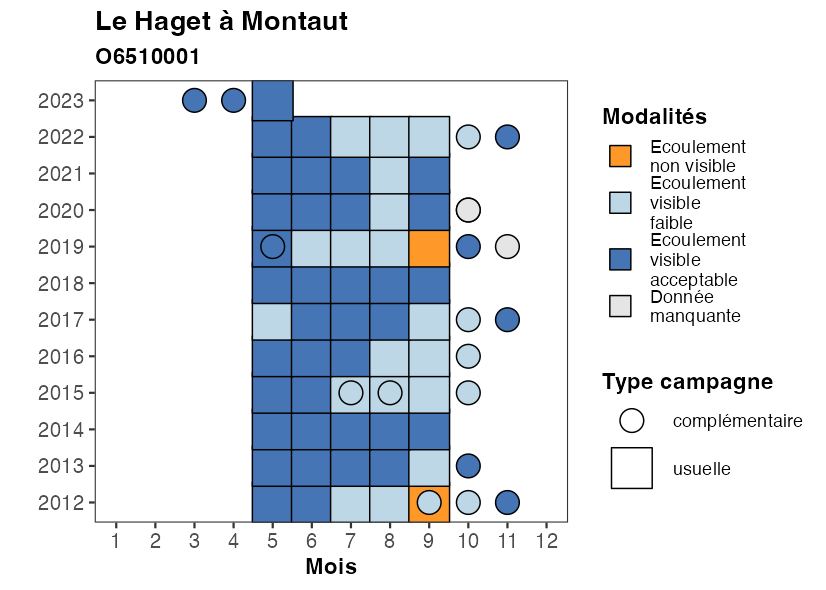 Le Haget à Montaut
O6510001
2023
2022
2021
2020
2019
2018
2017
2016
2015
2014
2013
2012
1 2 3 4 5 6 7 8 9 10 11 12
Mois
Modalités
Ecoulement
non visible
Ecoulement
visible
faible
Ecoulement
visible
acceptable
Donnée
manquante
Type campagne
complémentaire
usuelle